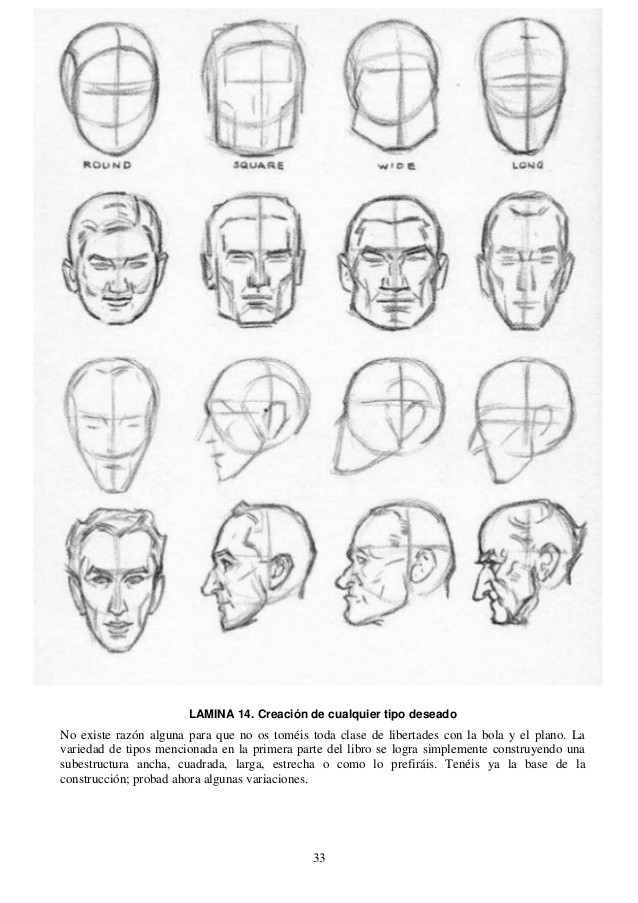 ROUND SQUARE WIDE LONG
LAMINA 14. Creación de cualquier tipo deseado
No existe razón alguna para que no os toméis toda clase de libertades con la bola y el plano. La
variedad de tipos mencionada en la primera parte del libro se logra simplemente construyendo una
subestructura ancha, cuadrada, larga, estrecha o como lo prefiráis. Tenéis ya la base de la
construcción; probad ahora algunas variaciones.
33